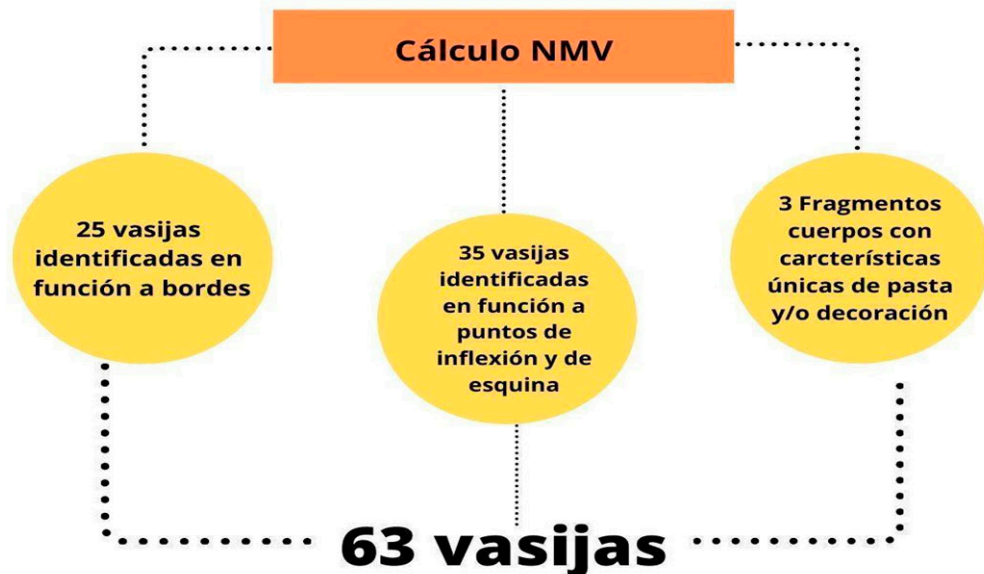 Cálculo NMV
25 vasijas
identificadas en
función a bordes
35 vasijas
identificadas
en función a
puntos de
inflexión y de
esquina
3 Fragmentos
cuerpos con
carcterísticas
únicas de pasta
y/o decoración
63 vasijas